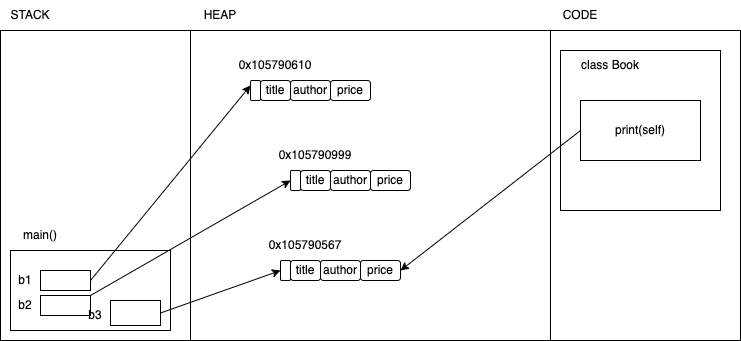 STACK
HEAP
CODE
0x105790610
title author price
class Book
print(self)
0x105790999
title author price
main()
0x105790567
title author price
b1
b2
b3